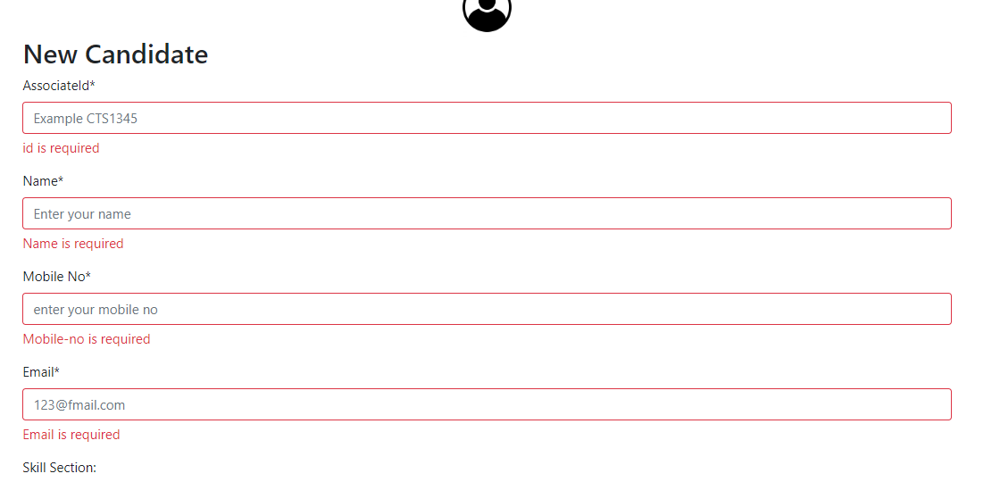 New Candidate
AssociateId*
Example CTS1345
id is required
Name*
Enter your name
Name is required
Mobile No*
enter your mobile no
Mobile-no is required
Email*
123@fmail.com
Email is required
Skill Section: